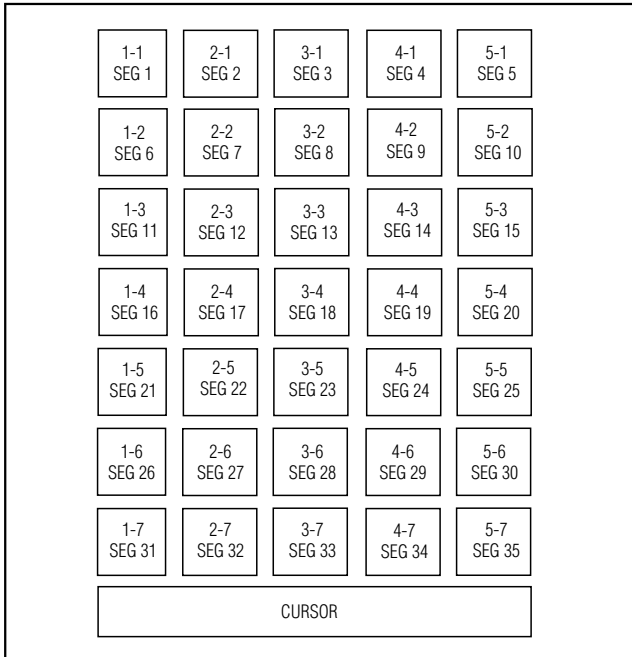 1-1 2-1 3-1 4-1 5-1
SEG 1 SEG 2 SEG 3 SEG 4 SEG 5
1-2 2-2 3-2 4-2 5-2
SEG 6 SEG 7 SEG 8 SEG 9 SEG 10
1-3 2-3 3-3 4-3 5-3
SEG 11 SEG 12 SEG 13 SEG 14 SEG 15
1-4 2-4 3-4 4-4 5-4
SEG 16 SEG 17 SEG 18 SEG 19 SEG 20
1-5 2-5 3-5 4-5 5-5
SEG 21 SEG 22 SEG 23 SEG 24 SEG 25
1-6 2-6 3-6 4-6 5-6
SEG 26 SEG 27 SEG 28 SEG 29 SEG 30
1-7 2-7 3-7 4-7 5-7
SEG 31 SEG 32 SEG 33 SEG 34 SEG 35
CURSOR